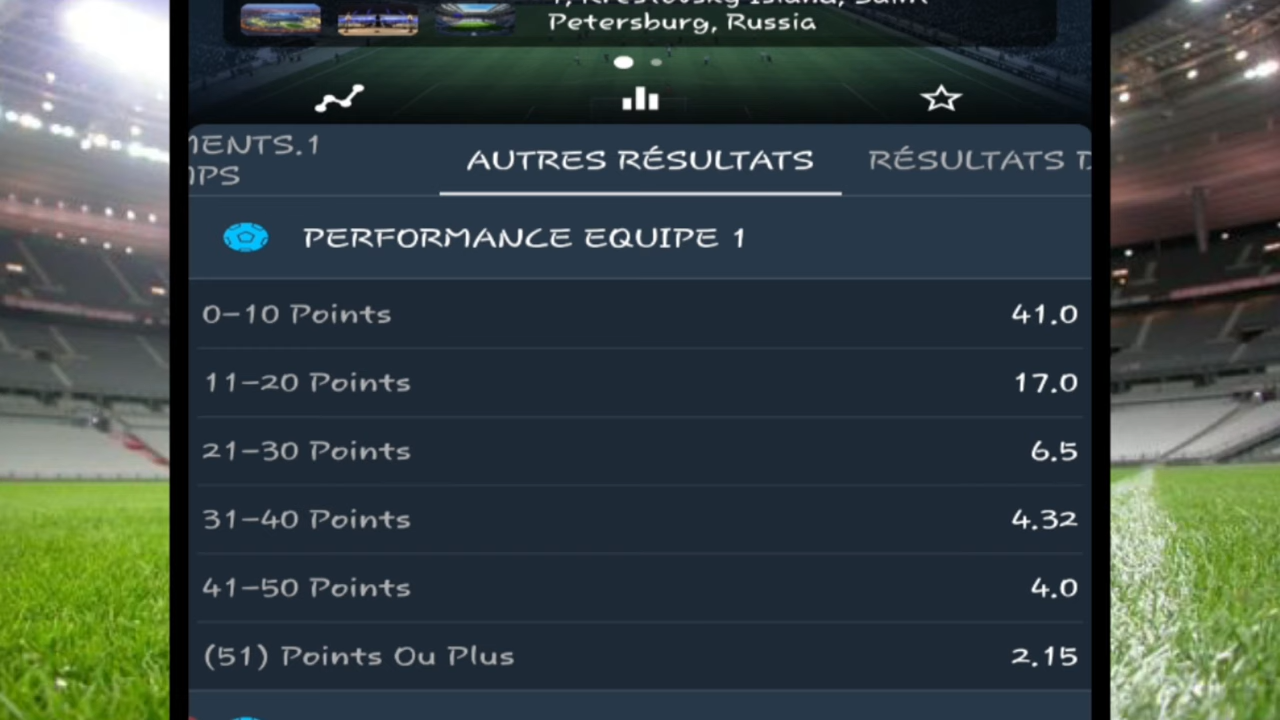 Petersburg, Russia
AUTRES RÉSULTATS
PERFORMANCE EQUIPE 1
0-10 Points
41.0
11-20 Points
17.0
21-30 Points
6.5
31-40 Points
4.32
41-50 Points
4.0
(51) Points Ou Plus
2.15